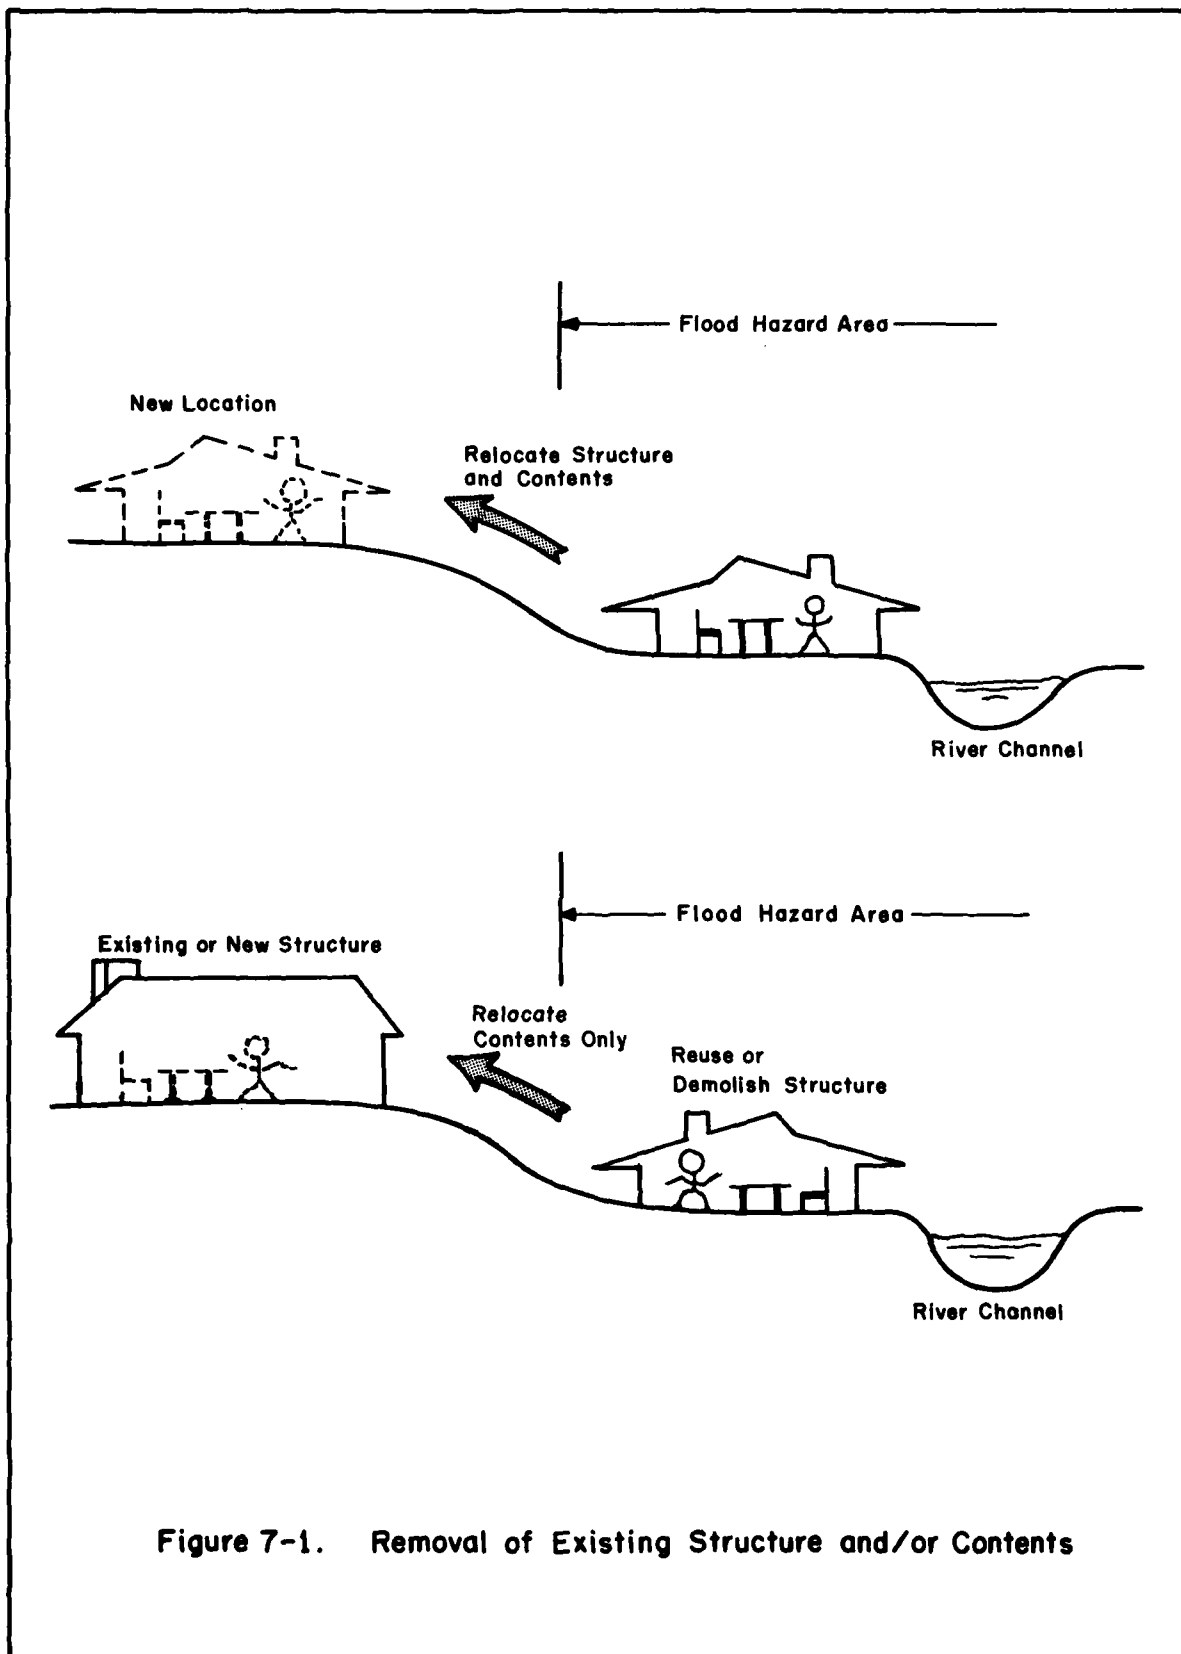 Flood Hazard Area
New Location
Relocate Structure
and Contents
River Channel
Flood Hazard Area
Existing or New Structure
Relocate
Contents Only
Reuse or
Demolish Structure
River Channel
Figure 7-1. Removal of Existing Structure and/or Contents